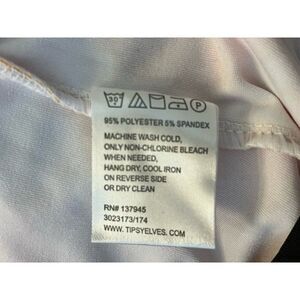 30 P
95% POLYESTER 5% SPANDEX
MACHINE WASH COLD,
ONLY NON-CHLORINE BLEACH
WHEN NEEDED,
HANG DRY, COOL IRON
ON REVERSE SIDE
OR DRY CLEAN
RN# 137945
3023173/174
WWW.TIPSYELVES.COM